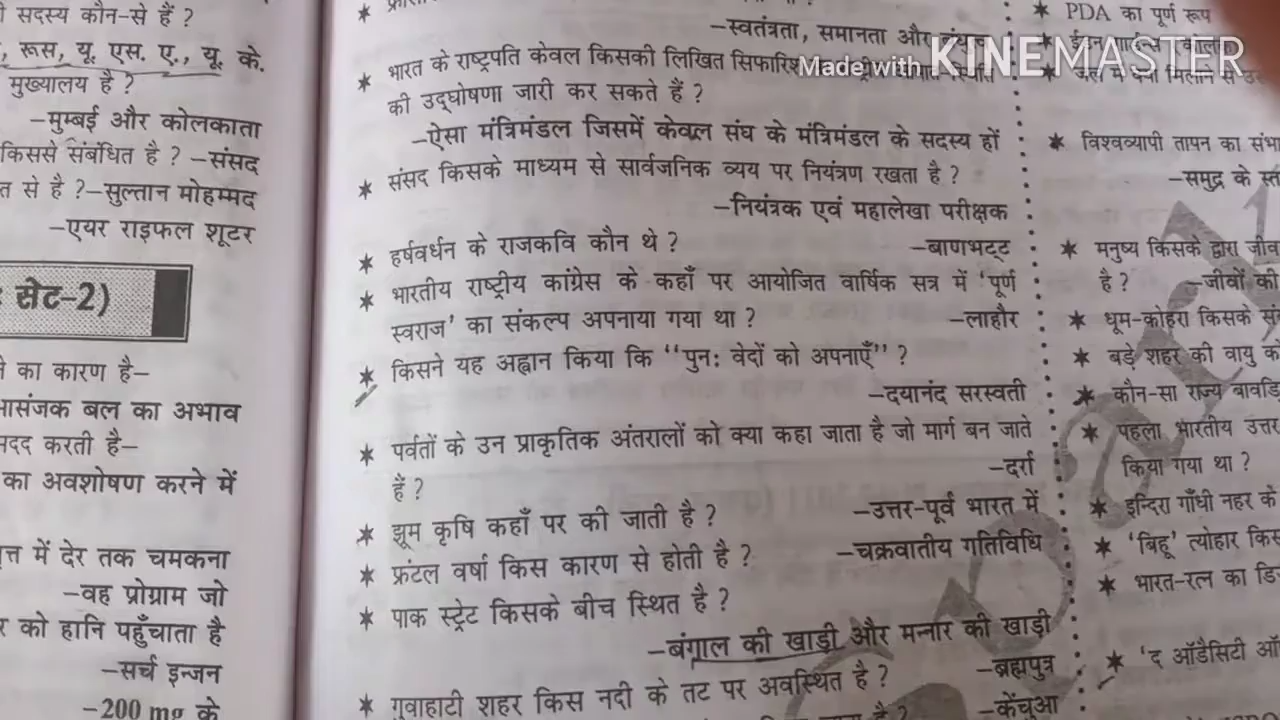 सदस्य कौन-से हैं ?
रूस, यू. एस. ए., यू. के.
मुख्यालय है ?
–मुम्बई और कोलकाता
किससे संबंधित है ? –संसद
त से है ?–सुल्तान मोहम्मद
–एयर राइफल शूटर
सेट-2)
का कारण है–
आसंजक बल का अभाव
मदद करती है–
का अवशोषण करने में
में देर तक चमकना
–वह प्रोग्राम जो
र को हानि पहुँचाता है
–सर्च इन्जन
–200 mg के
–स्वतंत्रता, समानता और
★ भारत के राष्ट्रपति केवल किसकी लिखित
की उद्घोषणा जारी कर सकते हैं ?
–ऐसा मंत्रिमंडल जिसमें केवल संघ के मंत्रिमंडल के सदस्य हों
★ संसद किसके माध्यम से सार्वजनिक व्यय पर नियंत्रण रखता है ?
–नियंत्रक एवं महालेखा परीक्षक
★ हर्षवर्धन के राजकवि कौन थे ? –बाणभट्ट
★ भारतीय राष्ट्रीय कांग्रेस के कहाँ पर आयोजित वार्षिक सत्र में ‘पूर्ण
स्वराज’ का संकल्प अपनाया गया था ? –लाहौर
★ किसने यह अह्वान किया कि “पुनः वेदों को अपनाएँ” ?
–दयानंद सरस्वती
★ पर्वतों के उन प्राकृतिक अंतरालों को क्या कहा जाता है जो मार्ग बन जाते
हैं ? –दर्रा
★ झूम कृषि कहाँ पर की जाती है ? –उत्तर-पूर्व भारत में
★ फ्रंटल वर्षा किस कारण से होती है ? –चक्रवातीय गतिविधि
★ पाक स्ट्रेट किसके बीच स्थित है ?
–बंगाल की खाड़ी और मन्नार की खाड़ी
★ गुवाहाटी शहर किस नदी के तट पर अवस्थित है ? –ब्रह्मपुत्र
–केंचुआ
★ PDA का पूर्ण रूप
Made with KINEMASTER
★ विश्वव्यापी तापन का
–समुद्र के
★ मनुष्य किसके द्वारा
है ? –जीवों की
★ धूम-कोहरा किसके
★ बड़े शहर की वायु
★ कौन-सा राज्य
★ पहला भारतीय उत्तर
किया गया था ?
★ इन्दिरा गाँधी नहर के
★ ‘बिहू’ त्योहार
★ भारत-रत्न का
★ ‘द ऑडैसिटी